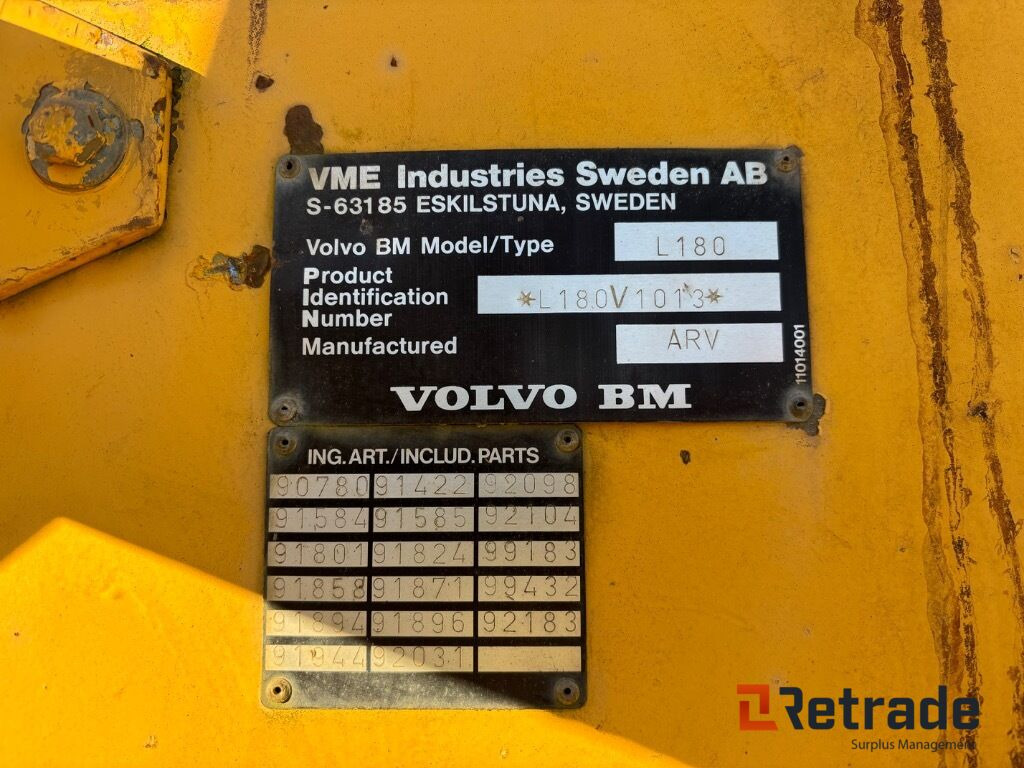 VME Industries Sweden AB
S-63185 ESKILSTUNA, SWEDEN
Volvo BM Model/Type L180
Product
Identification *L180V1013*
Number
Manufactured ARV
11014001
VOLVO BM
ING.ART./INCLUD.PARTS
90780 91422 92098
91584 91585 92104
91801 91824 99183
91858 91871 99432
91894 91896 92183
91944 92031
Retrade
Surplus Management